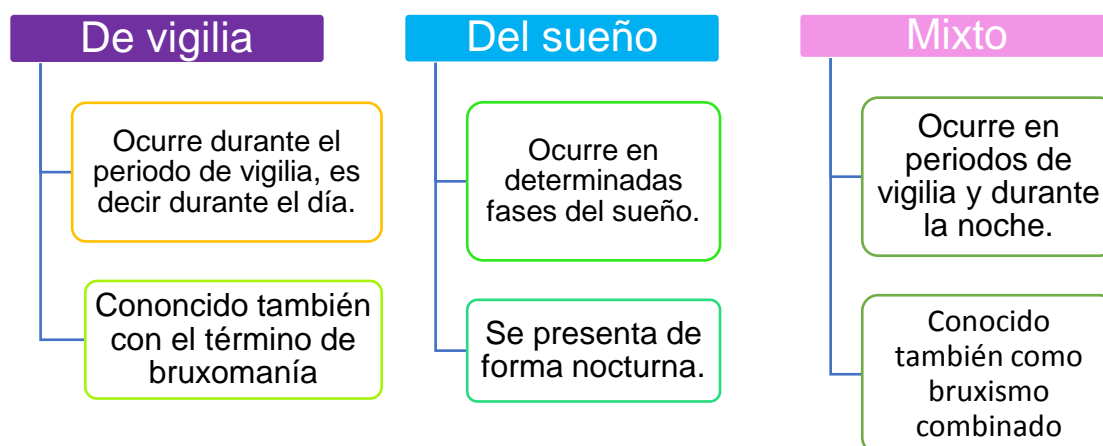 De vigilia
Ocurre durante el
periodo de vigilia, es
decir durante el día.
Cononcido también
con el término de
bruxomanía
Del sueño
Ocurre en
determinadas
fases del sueño.
Se presenta de
forma nocturna.
Mixto
Ocurre en
periodos de
vigilia y durante
la noche.
Conocido
también como
bruxismo
combinado